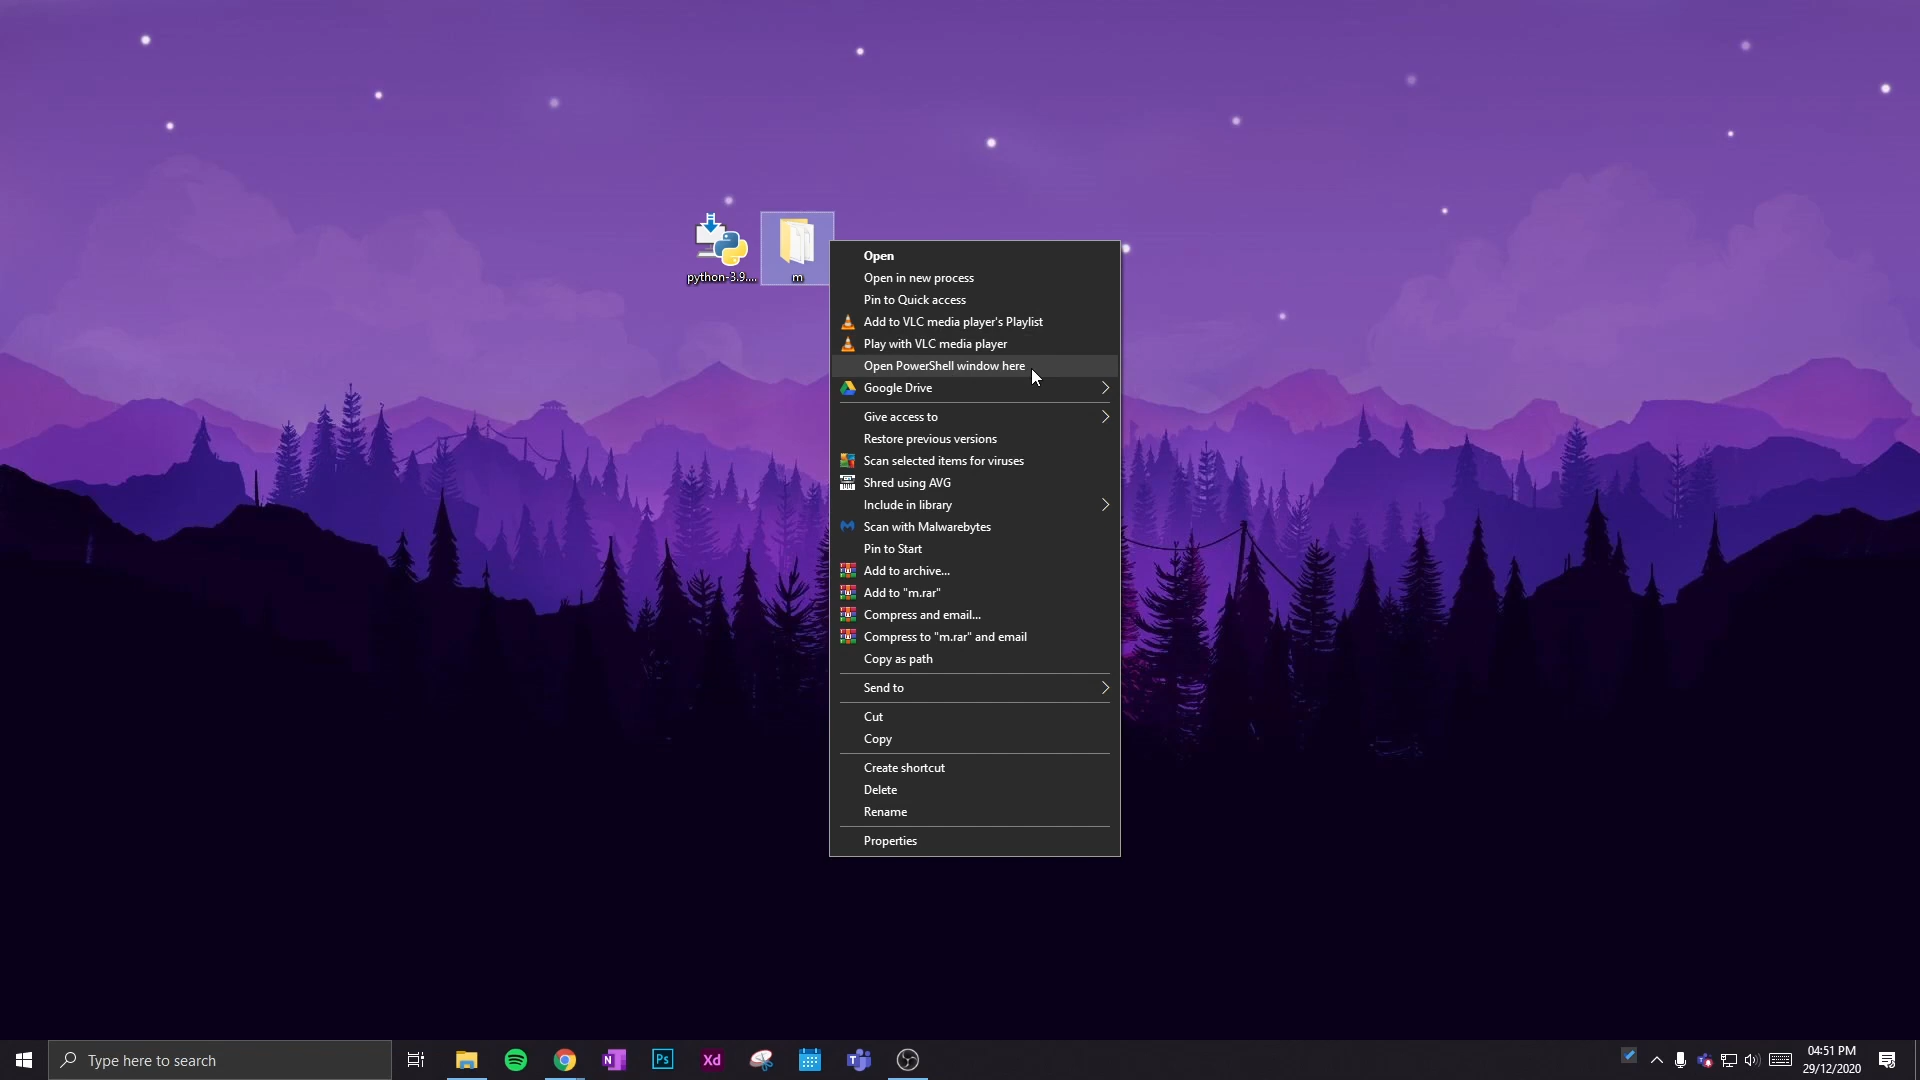 python-3.9....
m
Open
Open in new process
Pin to Quick access
Add to VLC media player's Playlist
Play with VLC media player
Open PowerShell window here
Google Drive
Give access to
Restore previous versions
Scan selected items for viruses
Shred using AVG
Include in library
Scan with Malwarebytes
Pin to Start
Add to archive...
Add to "m.rar"
Compress and email...
Compress to "m.rar" and email
Copy as path
Send to
Cut
Copy
Create shortcut
Delete
Rename
Properties
Type here to search
N
Ps
Xd
T
04:51 PM
29/12/2020